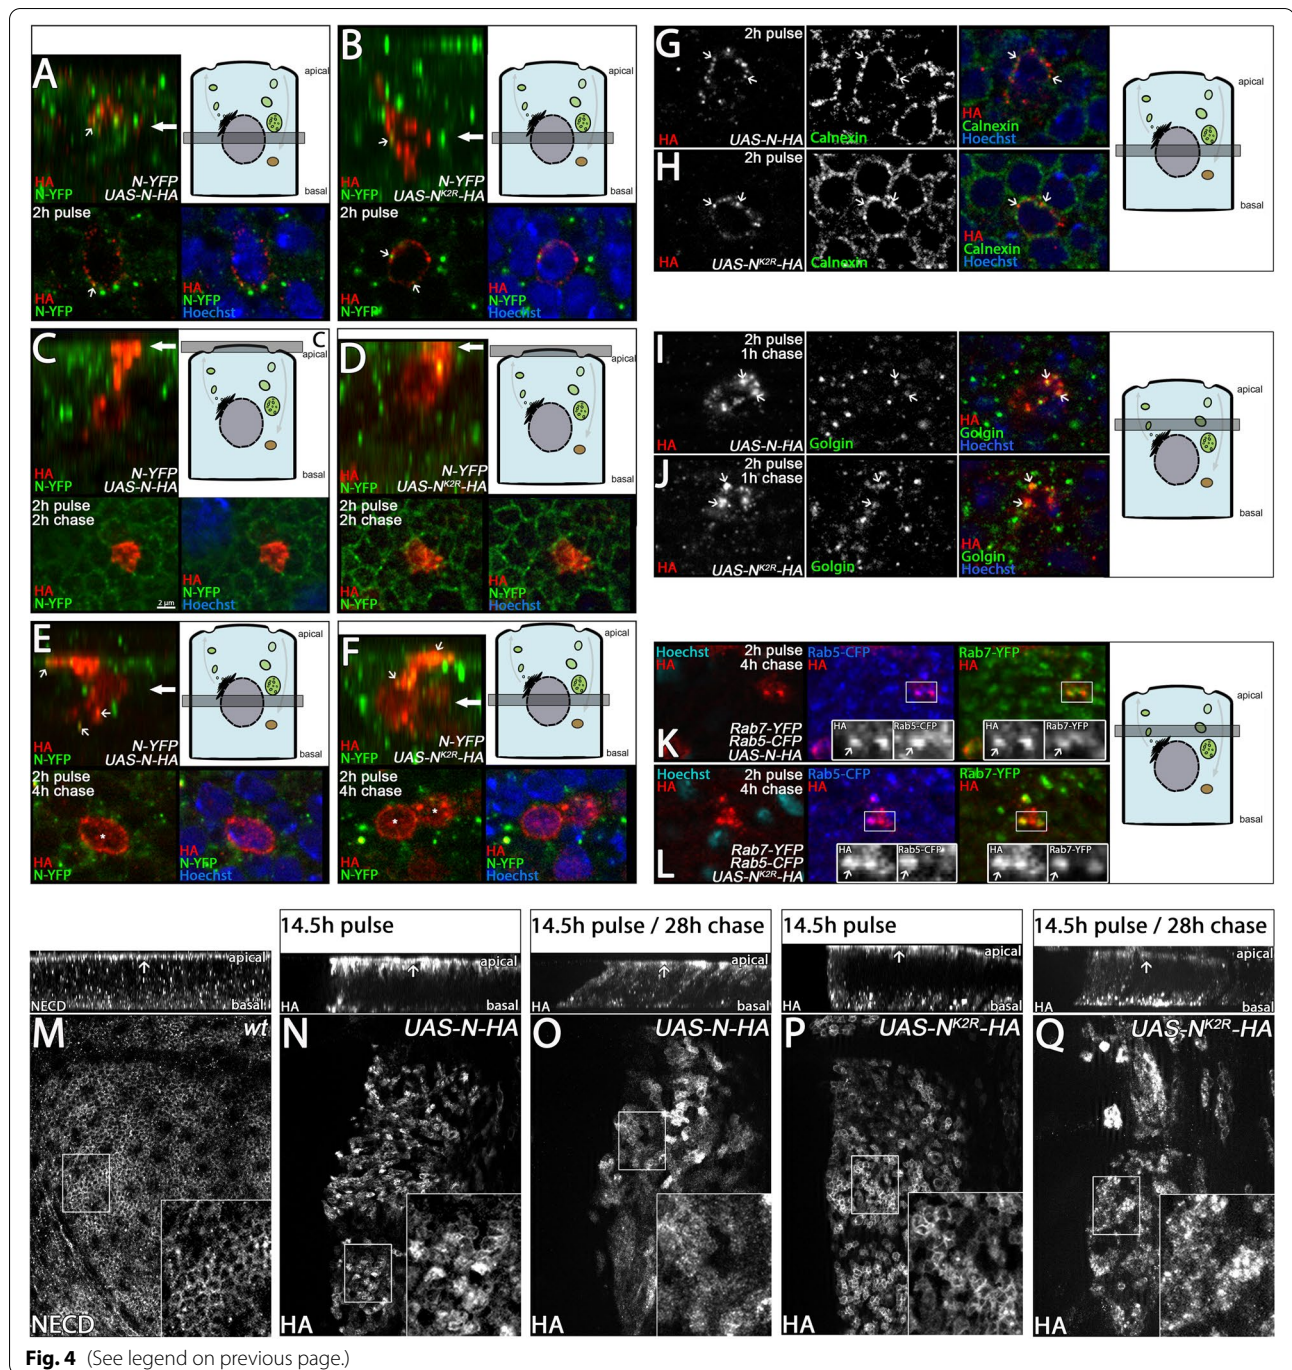 A
HA
N-YFP
N-YFP
UAS-N-HA
apical
basal
2h pulse
HA
N-YFP
HA
N-YFP
Hoechst
B
HA
N-YFP
N-YFP
UAS-N^K2R-HA
apical
basal
2h pulse
HA
N-YFP
HA
N-YFP
Hoechst
C
HA
N-YFP
N-YFP
UAS-N-HA
C
apical
basal
2h pulse
2h chase
HA
N-YFP
2 µm
HA
N-YFP
Hoechst
D
HA
N-YFP
N-YFP
UAS-N^K2R-HA
apical
basal
2h pulse
2h chase
HA
N-YFP
HA
N-YFP
Hoechst
E
HA
N-YFP
N-YFP
UAS-N-HA
apical
basal
2h pulse
4h chase
*
HA
N-YFP
HA
N-YFP
Hoechst
F
HA
N-YFP
N-YFP
UAS-N^K2R-HA
apical
basal
2h pulse
4h chase
* *
HA
N-YFP
HA
N-YFP
Hoechst
G
2h pulse
HA
UAS-N-HA
Calnexin
HA
Calnexin
Hoechst
H
2h pulse
HA
UAS-N^K2R-HA
Calnexin
HA
Calnexin
Hoechst
apical
basal
I
2h pulse
1h chase
HA
UAS-N-HA
Golgin
HA
Golgin
Hoechst
J
2h pulse
1h chase
HA
UAS-N^K2R-HA
Golgin
HA
Golgin
Hoechst
apical
basal
Hoechst
HA
2h pulse
4h chase
K
Rab7-YFP
Rab5-CFP
UAS-N-HA
Rab5-CFP
HA
HA
Rab5-CFP
Rab7-YFP
HA
HA
Rab7-YFP
Hoechst
HA
2h pulse
4h chase
L
Rab7-YFP
Rab5-CFP
UAS-N^K2R-HA
Rab5-CFP
HA
HA
Rab5-CFP
Rab7-YFP
HA
HA
Rab7-YFP
apical
basal
apical
NECD
basal
M
wt
NECD
14.5h pulse
apical
HA
basal
N
UAS-N-HA
HA
14.5h pulse / 28h chase
apical
HA
basal
O
UAS-N-HA
HA
14.5h pulse
apical
HA
basal
P
UAS-N^K2R-HA
HA
14.5h pulse / 28h chase
apical
HA
basal
Q
UAS-N^K2R-HA
HA
Fig. 4 (See legend on previous page.)